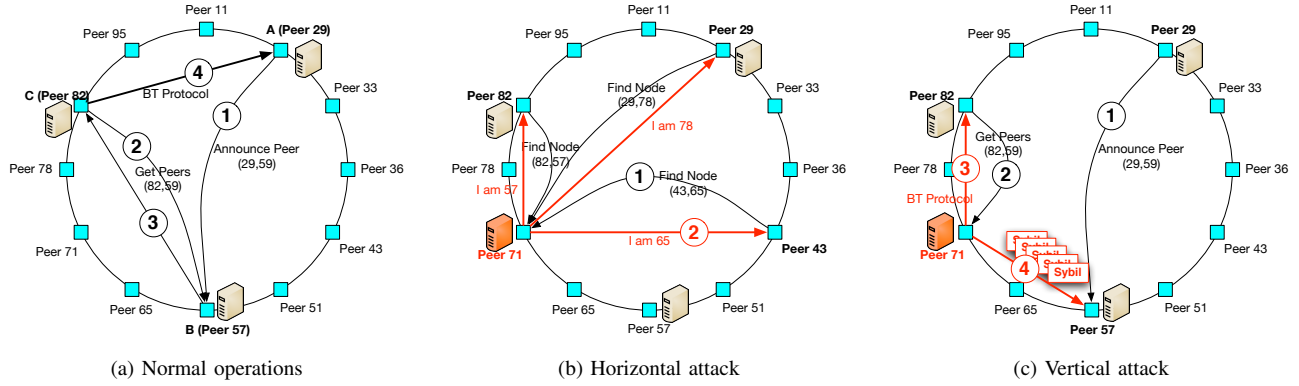 Peer 11
Peer 95
A (Peer 29)
C (Peer 82)
4
BT Protocol
1
Peer 33
2
Announce Peer
(29,59)
Get Peers
(82,59)
Peer 78
Peer 36
3
Peer 71
Peer 43
Peer 65
Peer 51
B (Peer 57)
(a) Normal operations
Peer 11
Peer 95
Peer 29
Peer 82
Find Node
(29,78)
Peer 33
I am 78
Find Node
(82,57)
Peer 78
I am 57
1
Find Node
(43,65)
Peer 36
Peer 71
I am 65
2
Peer 43
Peer 65
Peer 51
Peer 57
(b) Horizontal attack
Peer 11
Peer 95
Peer 29
Peer 82
1
Peer 33
Get Peers
(82,59)
Announce Peer
(29,59)
Peer 78
3
2
Peer 36
BT Protocol
Peer 71
Sybil
Sybil
Sybil
4
Peer 43
Peer 65
Peer 51
Peer 57
(c) Vertical attack